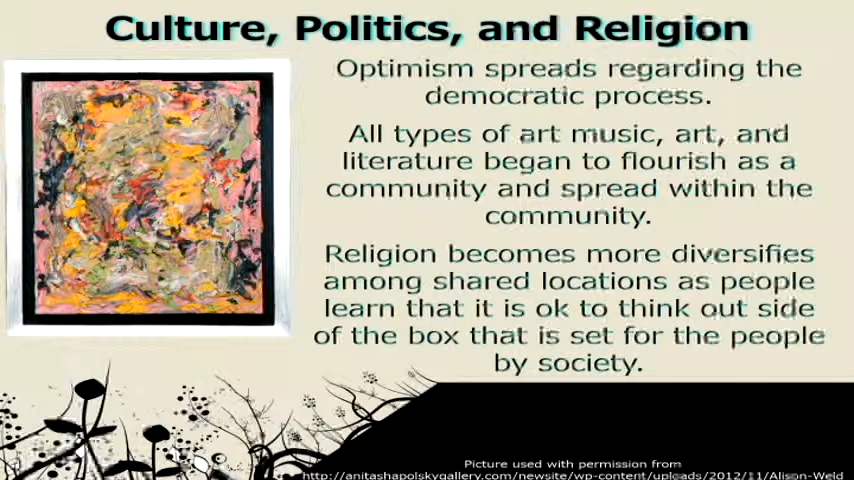 Culture, Politics, and Religion
Optimism spreads regarding the
democratic process.
All types of art music, art, and
literature began to flourish as a
community and spread within the
community.
Religion becomes more diversifies
among shared locations as people
learn that it is ok to think out side
of the box that is set for the people
by society.
Picture used with permission from
http://anitashapolskygallery.com/newsite/wp-content/uploads/2012/11/Alison-Weld